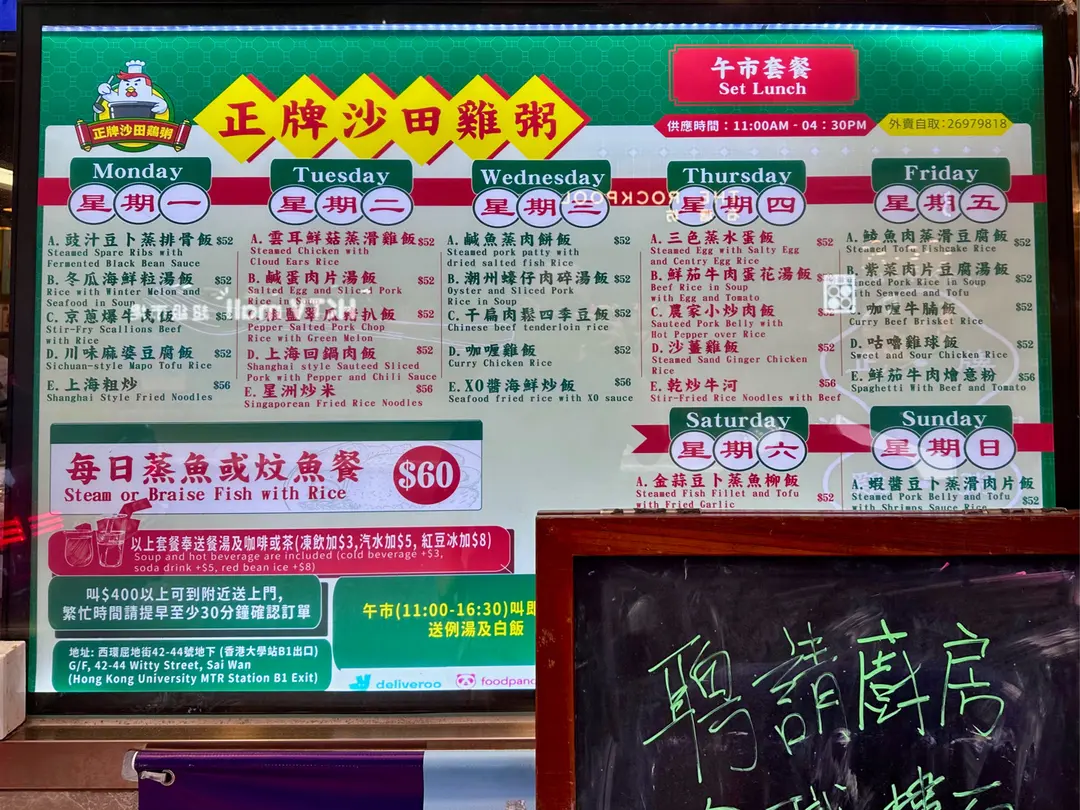 正牌沙田雞粥
正牌沙田雞粥
午市套餐
Set Lunch
供應時間：11:00AM - 04：30PM
外賣自取：26979818
Monday
星期一
A. 豉汁豆卜蒸排骨飯 $52
Steamed Spare Ribs with
Fermented Black Bean Sauce
B. 冬瓜海鮮粒湯飯 $52
Rice with Winter Melon and
Seafood in Soup
C. 京蔥爆牛肉飯 $52
Stir-Fry Scallions Beef
with Rice
D. 川味麻婆豆腐飯 $52
Sichuan-style Mapo Tofu Rice
E. 上海粗炒 $56
Shanghai Style Fried Noodles
Tuesday
星期二
A. 雲耳鮮菇蒸滑雞飯 $52
Steamed Chicken with
Cloud Ears Rice
B. 鹹蛋肉片湯飯 $52
Salted Egg and Sliced Pork
Rice in Soup
瓜 扒飯 $52
Pepper Salted Pork Chop
Rice with Green Melon
D. 上海回鍋肉飯 $52
Shanghai style Sauteed Sliced
Pork with Pepper and Chili Sauce
E. 星洲炒米 $56
Singaporean Fried Rice Noodles
Wednesday
星期三
A. 鹹魚蒸肉餅飯 $52
Steamed pork patty with
dried salted fish Rice
B. 潮州蠔仔肉碎湯飯 $52
Oyster and Sliced Pork
Rice in Soup
C. 干扁肉鬆四季豆飯 $52
Chinese beef tenderloin rice
D. 咖喱雞飯 $52
Curry Chicken Rice
E. XO醬海鮮炒飯 $56
Seafood fried rice with XO sauce
Thursday
星期四
A. 三色蒸水蛋飯 $52
Steamed Egg with Salty Egg
and Centry Egg Rice
B. 鮮茄牛肉蛋花湯飯 $52
Beef Rice in Soup
with Egg and Tomato
C. 農家小炒肉飯 $52
Sauteed Pork Belly with
Hot Pepper over Rice
D. 沙薑雞飯 $52
Steamed Sand Ginger Chicken
Rice
E. 乾炒牛河 $56
Stir-Fried Rice Noodles with Beef
Friday
星期五
A. 鯪魚肉蒸滑豆腐飯 $52
Steamed Tofu Fishcake Rice
B. 紫菜肉片豆腐湯飯 $52
Minced Pork Rice in Soup
with Seaweed and Tofu
C. 咖喱牛腩飯 $52
Curry Beef Brisket Rice
D. 咕嚕雞球飯 $52
Sweet and Sour Chicken Rice
E. 鮮茄牛肉燴意粉 $56
Spaghetti With Beef and Tomato
Saturday
星期六
A. 金蒜豆卜蒸魚柳飯 $52
Steamed Fish Fillet and Tofu
with Fried Garlic
Sunday
星期日
A. 蝦醬豆卜蒸滑肉片飯 $52
Steamed Pork Belly and Tofu
with Shrimps Sauce Rice
每日蒸魚或炆魚餐 $60
Steam or Braise Fish with Rice
以上套餐奉送餐湯及咖啡或茶(凍飲加$3,汽水加$5, 紅豆冰加$8)
Soup and hot beverage are included (cold beverage +$3,
soda drink +$5, red bean ice +$8)
叫$400以上可到附近送上門,
繁忙時間請提早至少30分鐘確認訂單
午市(11:00-16:30)叫即
送例湯及白飯
地址: 西環屈地街42-44號地下 (香港大學站B1出口)
G/F, 42-44 Witty Street, Sai Wan
(Hong Kong University MTR Station B1 Exit)
deliveroo
foodpand
THE ROCKPOOL
HKTVmall
聘請廚房